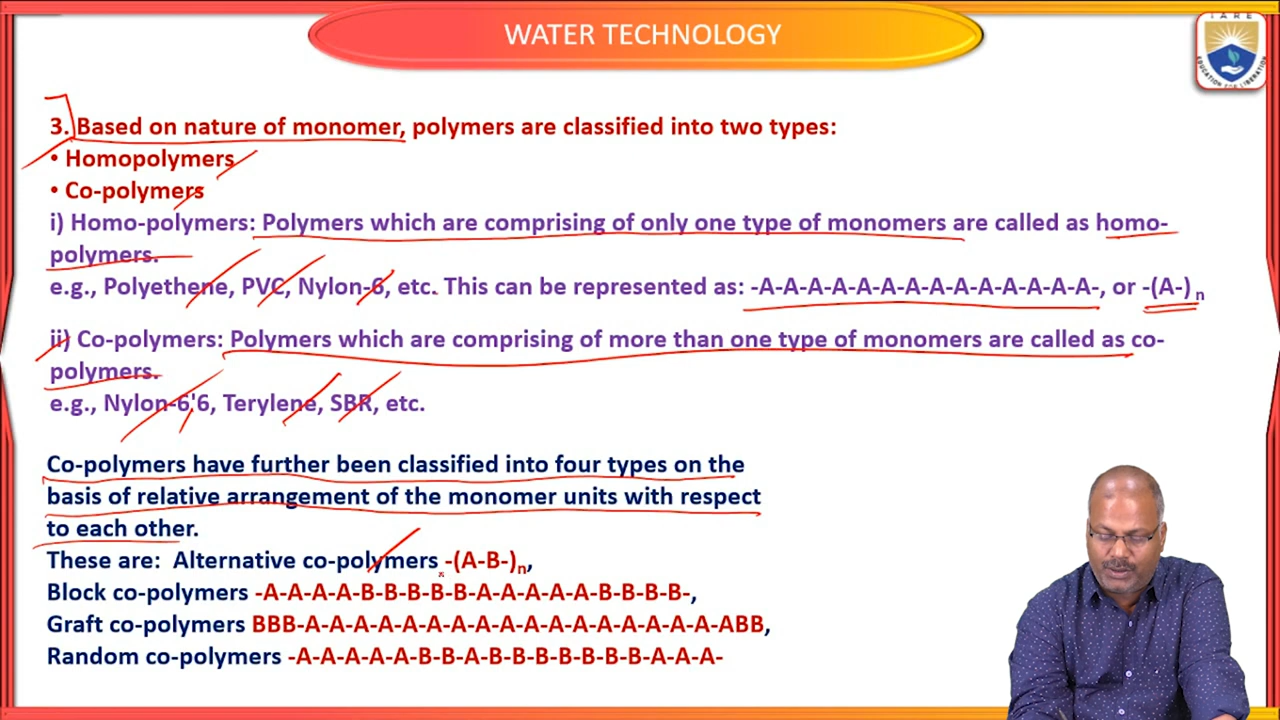 WATER TECHNOLOGY
IARE
EDUCATION FOR LIBERATION
3. Based on nature of monomer, polymers are classified into two types:
• Homopolymers
• Co-polymers
i) Homo-polymers: Polymers which are comprising of only one type of monomers are called as homo-
polymers.
e.g., Polyethene, PVC, Nylon-6, etc. This can be represented as: -A-A-A-A-A-A-A-A-A-A-A-A-A-A-, or -(A-) n
ii) Co-polymers: Polymers which are comprising of more than one type of monomers are called as co-
polymers.
e.g., Nylon-6'6, Terylene, SBR, etc.
Co-polymers have further been classified into four types on the
basis of relative arrangement of the monomer units with respect
to each other.
These are: Alternative co-polymers -(A-B-)n,
Block co-polymers -A-A-A-A-B-B-B-B-B-A-A-A-A-A-B-B-B-B-,
Graft co-polymers BBB-A-A-A-A-A-A-A-A-A-A-A-A-A-A-A-A-A-ABB,
Random co-polymers -A-A-A-A-A-B-B-A-B-B-B-B-B-B-B-A-A-A-